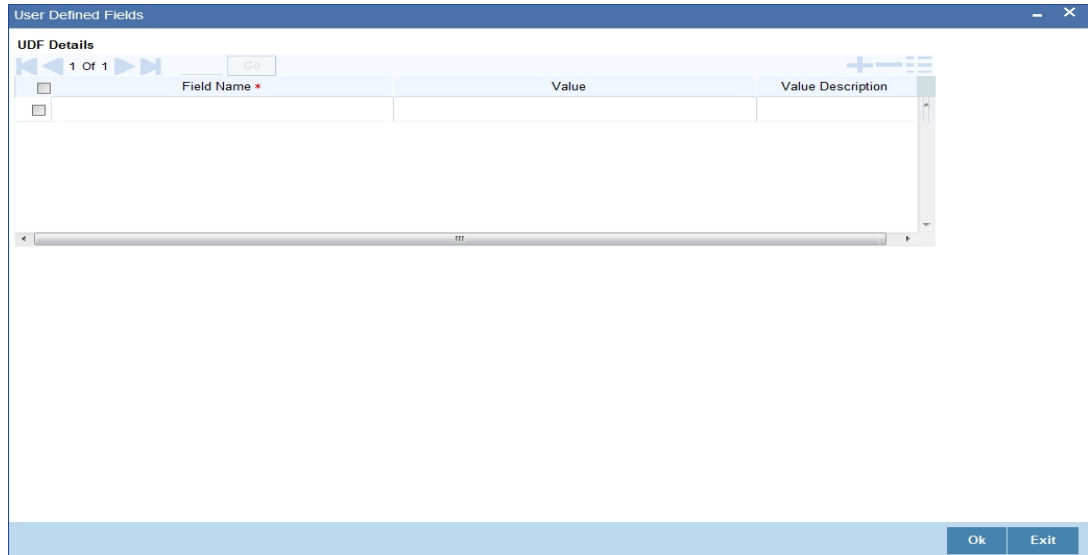 User Defined Fields
UDF Details
1 Of 1 Go
Field Name * Value Value Description
Ok Exit